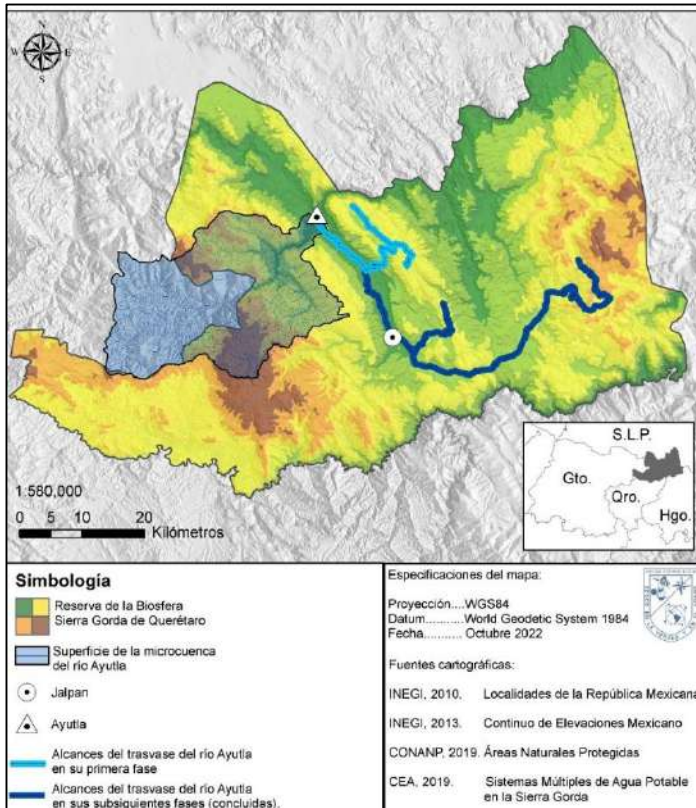 N
W E
S
1:580,000
0 10 20
Kilómetros
S.L.P.
Gto.
Qro.
Hgo.
Simbología
Reserva de la Biosfera
Sierra Gorda de Querétaro
Superficie de la microcuenca
del río Ayutla
Jalpan
Ayutla
Alcances del trasvase del río Ayutla
en su primera fase
Alcances del trasvase del río Ayutla
en sus subsiguientes fases (concluidas).
Especificaciones del mapa:
Proyección....WGS84
Datum..........World Geodetic System 1984
Fecha........... Octubre 2022
Fuentes cartográficas:
INEGI, 2010. Localidades de la República Mexicana
INEGI, 2013. Continuo de Elevaciones Mexicano
CONANP, 2019. Áreas Naturales Protegidas
CEA, 2019. Sistemas Múltiples de Agua Potable
en la Sierra Gorda